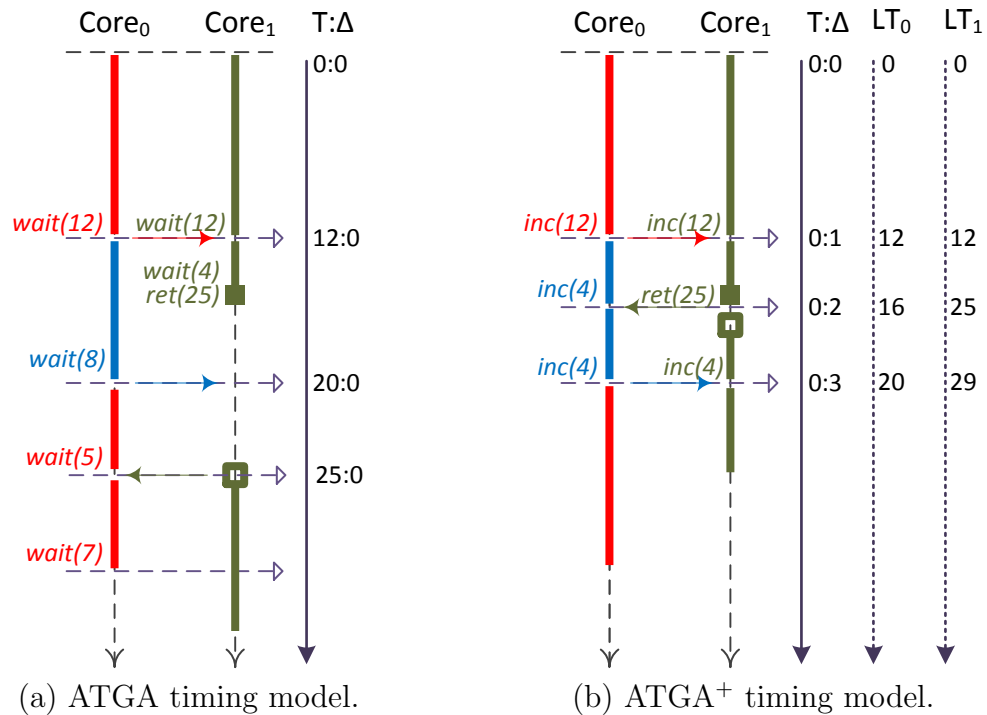 Core₀ Core₁ T:Δ
0:0
wait(12) wait(12)
12:0
wait(4)
ret(25)
wait(8)
20:0
wait(5)
25:0
wait(7)
(a) ATGA timing model.
Core₀ Core₁ T:Δ LT₀ LT₁
0:0 0 0
inc(12) inc(12)
0:1 12 12
inc(4) ret(25)
0:2 16 25
inc(4) inc(4)
0:3 20 29
(b) ATGA⁺ timing model.